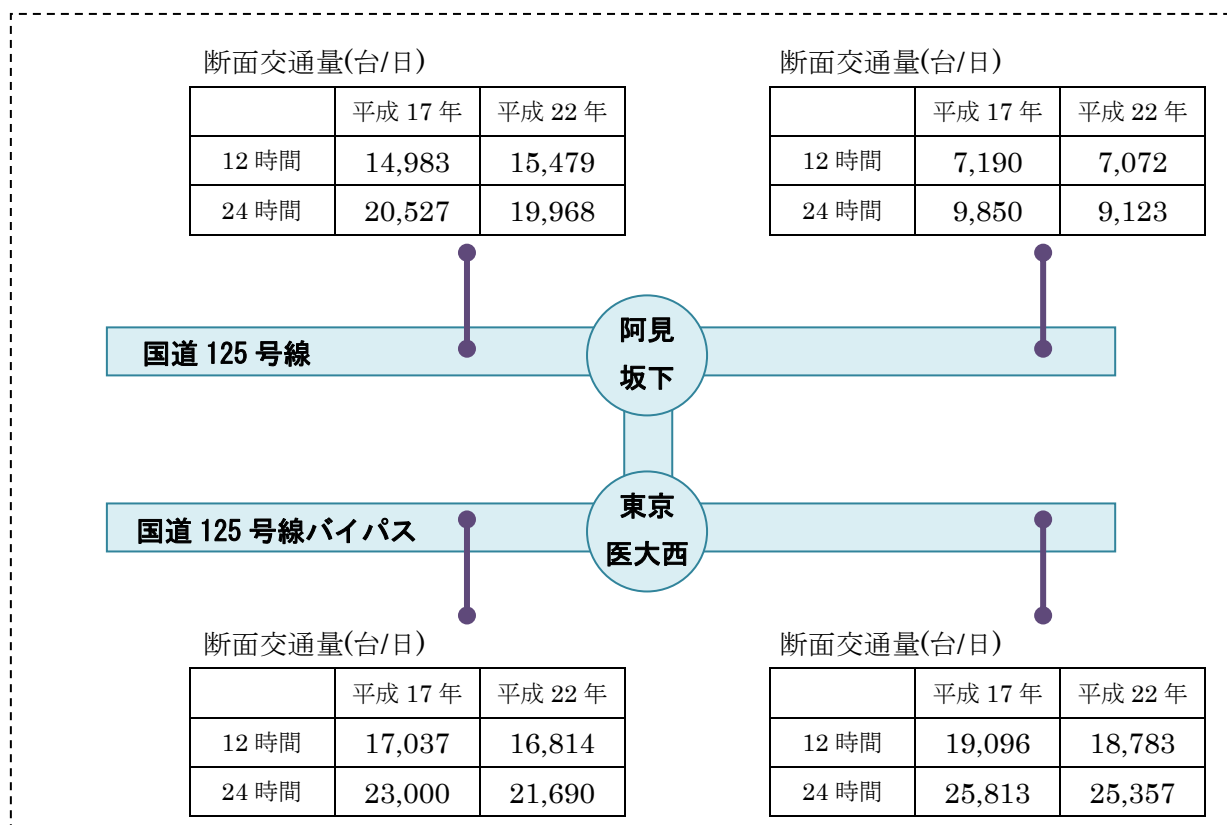 断面交通量(台/日)
平成 17 年 平成 22 年
12 時間 14,983 15,479
24 時間 20,527 19,968
断面交通量(台/日)
平成 17 年 平成 22 年
12 時間 7,190 7,072
24 時間 9,850 9,123
国道 125 号線
阿見
坂下
国道 125 号線バイパス
東京
医大西
断面交通量(台/日)
平成 17 年 平成 22 年
12 時間 17,037 16,814
24 時間 23,000 21,690
断面交通量(台/日)
平成 17 年 平成 22 年
12 時間 19,096 18,783
24 時間 25,813 25,357